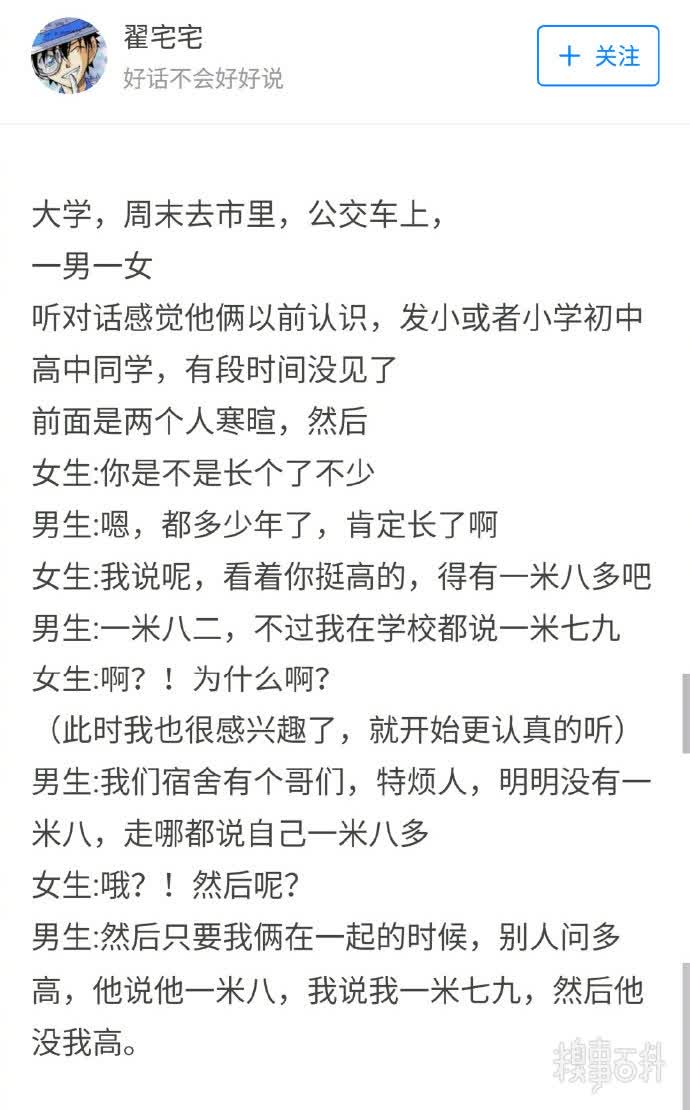 翟宅宅
好话不会好好说
＋ 关注
大学，周末去市里，公交车上，
一男一女
听对话感觉他俩以前认识，发小或者小学初中
高中同学，有段时间没见了
前面是两个人寒暄，然后
女生:你是不是长个了不少
男生:嗯，都多少年了，肯定长了啊
女生:我说呢，看着你挺高的，得有一米八多吧
男生:一米八二，不过我在学校都说一米七九
女生:啊？！为什么啊？
（此时我也很感兴趣了，就开始更认真的听）
男生:我们宿舍有个哥们，特烦人，明明没有一
米八，走哪都说自己一米八多
女生:哦？！然后呢？
男生:然后只要我俩在一起的时候，别人问多
高，他说他一米八，我说我一米七九，然后他
没我高。
糗事百科